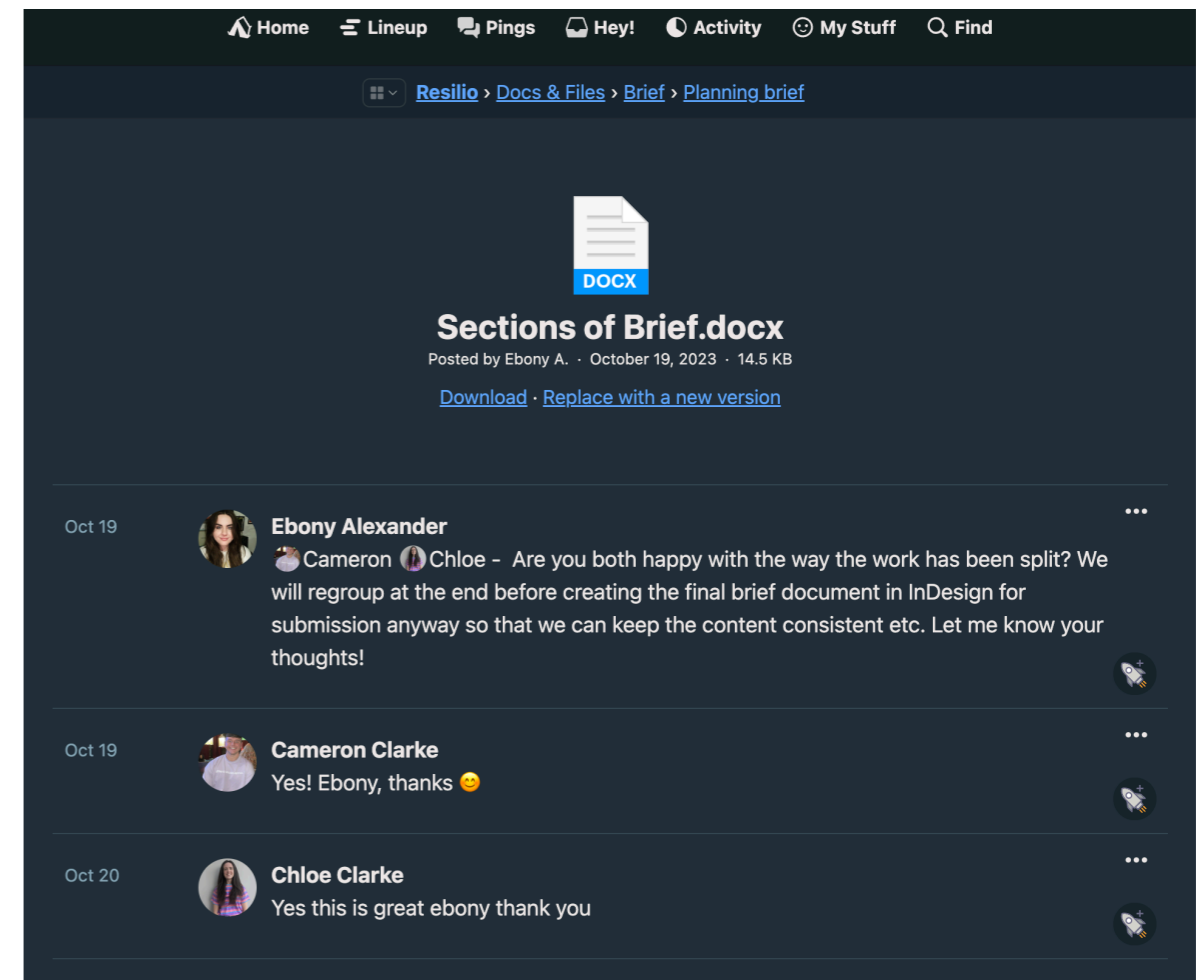 Home Lineup Pings Hey! Activity My Stuff Find
Resilio › Docs & Files › Brief › Planning brief
DOCX
Sections of Brief.docx
Posted by Ebony A. · October 19, 2023 · 14.5 KB
Download · Replace with a new version
Oct 19
Ebony Alexander
Cameron Chloe - Are you both happy with the way the work has been split? We
will regroup at the end before creating the final brief document in InDesign for
submission anyway so that we can keep the content consistent etc. Let me know your
thoughts!
Oct 19
Cameron Clarke
Yes! Ebony, thanks 😊
Oct 20
Chloe Clarke
Yes this is great ebony thank you